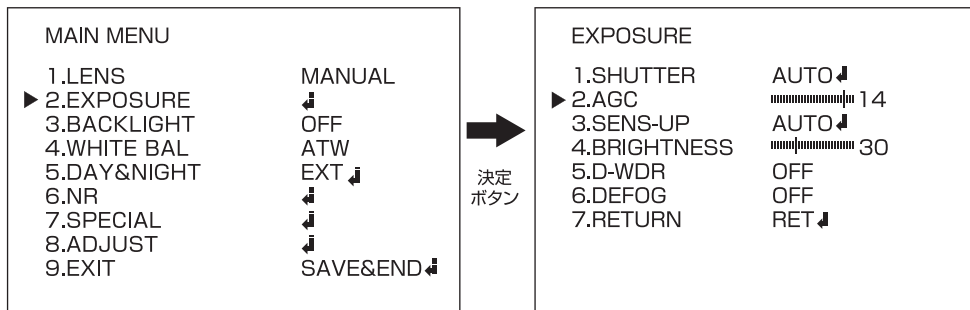 MAIN MENU
1.LENS MANUAL
▶ 2.EXPOSURE ↲
3.BACKLIGHT OFF
4.WHITE BAL ATW
5.DAY&NIGHT EXT↲
6.NR ↲
7.SPECIAL ↲
8.ADJUST ↲
9.EXIT SAVE&END↲
決定
ボタン
EXPOSURE
1.SHUTTER AUTO↲
▶ 2.AGC 14
3.SENS-UP AUTO↲
4.BRIGHTNESS 30
5.D-WDR OFF
6.DEFOG OFF
7.RETURN RET↲